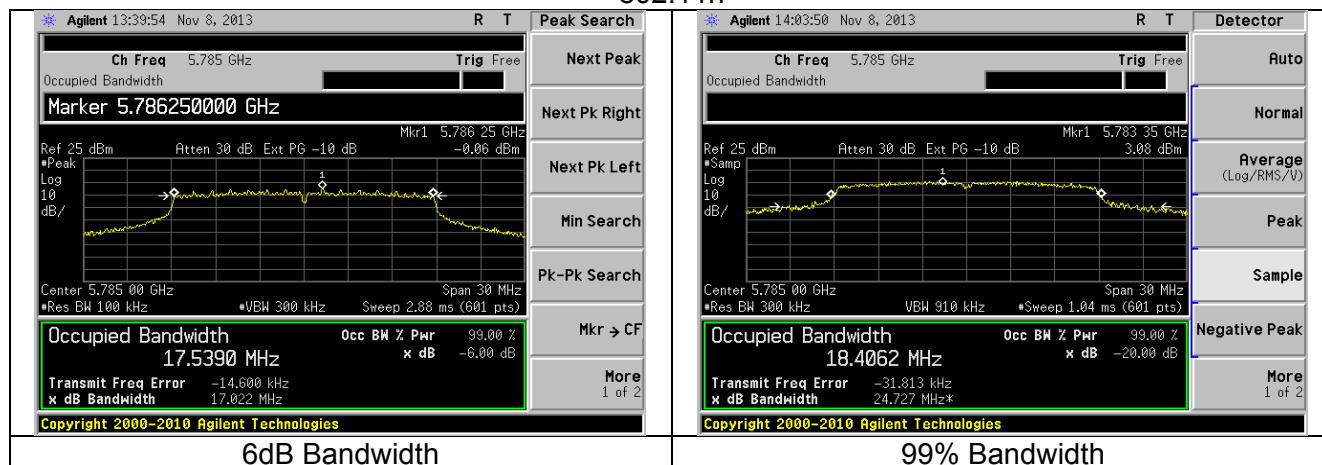 Agilent 13:39:54 Nov 8, 2013 R T
Peak Search
Ch Freq 5.785 GHz Trig Free
Occupied Bandwidth
Marker 5.786250000 GHz
Mkr1 5.786 25 GHz
Ref 25 dBm Atten 30 dB Ext PG -10 dB -0.06 dBm
#Peak
Log
10
dB/
1
Center 5.785 00 GHz Span 30 MHz
#Res BW 100 kHz #VBW 300 kHz Sweep 2.88 ms (601 pts)
Occupied Bandwidth Occ BW % Pwr 99.00 %
17.5390 MHz x dB -6.00 dB
Transmit Freq Error -14.600 kHz
x dB Bandwidth 17.022 MHz
Copyright 2000-2010 Agilent Technologies
Next Peak
Next Pk Right
Next Pk Left
Min Search
Pk-Pk Search
Mkr → CF
More
1 of 2
6dB Bandwidth
Agilent 14:03:50 Nov 8, 2013 R T
Detector
Ch Freq 5.785 GHz Trig Free
Occupied Bandwidth
Mkr1 5.783 35 GHz
Ref 25 dBm Atten 30 dB Ext PG -10 dB 3.08 dBm
#Samp
Log
10
dB/
1
Center 5.785 00 GHz Span 30 MHz
#Res BW 300 kHz VBW 910 kHz #Sweep 1.04 ms (601 pts)
Occupied Bandwidth Occ BW % Pwr 99.00 %
18.4062 MHz x dB -20.00 dB
Transmit Freq Error -31.813 kHz
x dB Bandwidth 24.727 MHz*
Copyright 2000-2010 Agilent Technologies
Auto
Normal
Average
(Log/RMS/V)
Peak
Sample
Negative Peak
More
1 of 2
99% Bandwidth